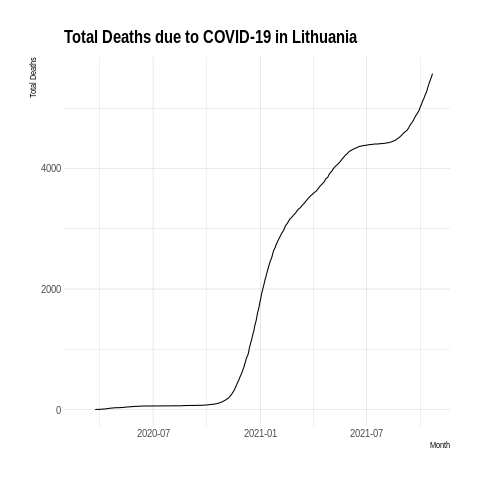 Total Deaths due to COVID-19 in Lithuania
Total Deaths
4000
2000
0
2020-07 2021-01 2021-07
Month